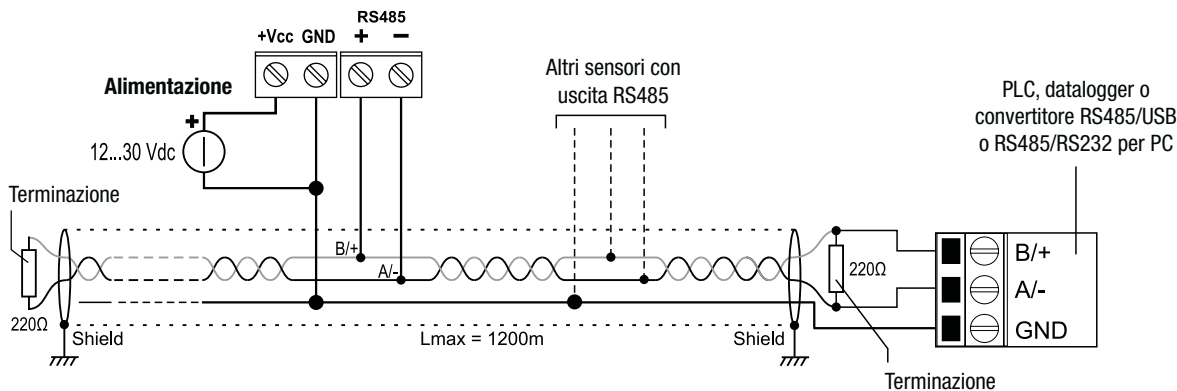 RS485
+Vcc GND + −
Alimentazione
+
12...30 Vdc
Altri sensori con
uscita RS485
PLC, datalogger o
convertitore RS485/USB
o RS485/RS232 per PC
Terminazione
B/+
A/-
220Ω
Shield
Lmax = 1200m
Shield
220Ω
Terminazione
B/+
A/-
GND